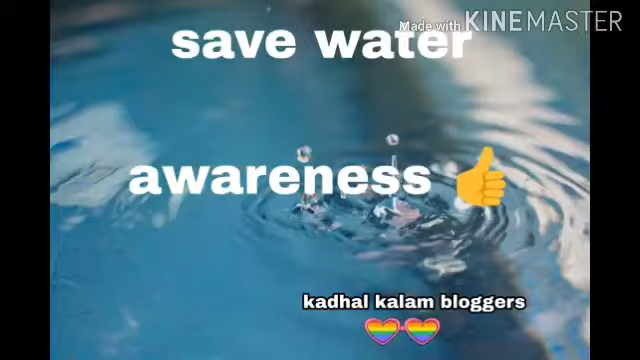 Made with KINEMASTER
save water
awareness 👍
kadhal kalam bloggers